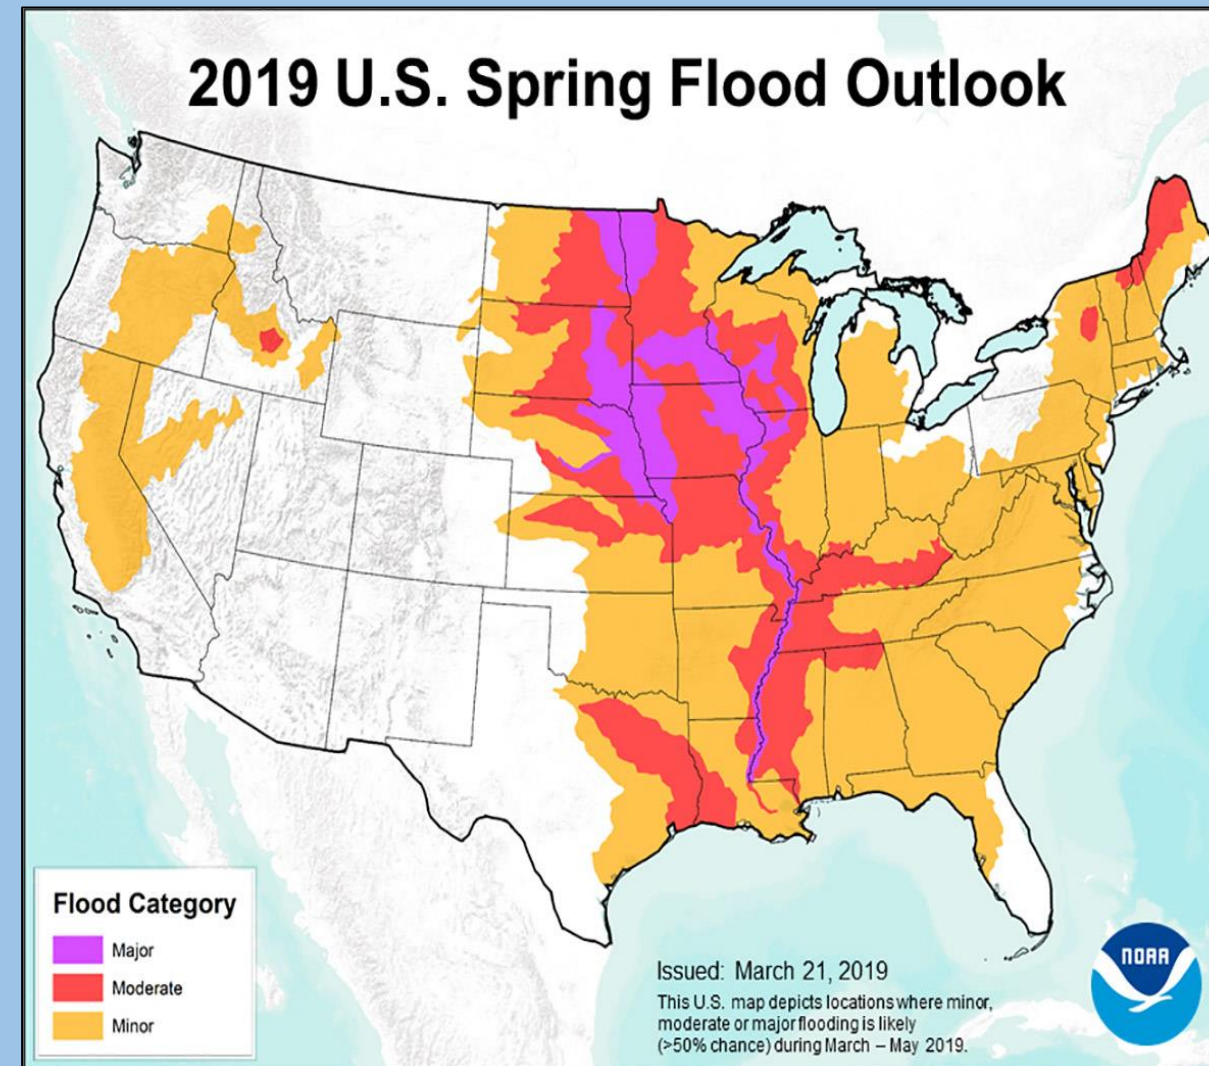 2019 U.S. Spring Flood Outlook
Flood Category
Major
Moderate
Minor
Issued: March 21, 2019
This U.S. map depicts locations where minor,
moderate or major flooding is likely
(>50% chance) during March – May 2019.
NOAA